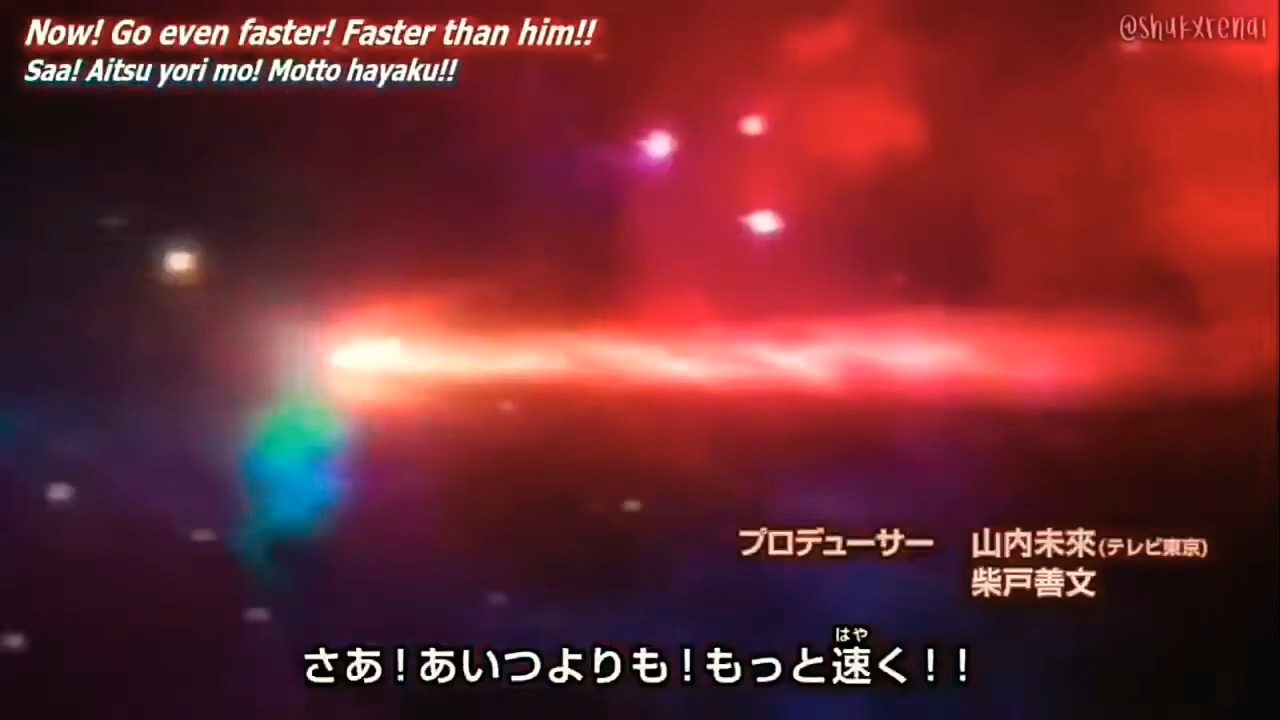 Now! Go even faster! Faster than him!!
Saa! Aitsu yori mo! Motto hayaku!!
@shukxrenai
プロデューサー 山内未來(テレビ東京)
柴戸善文
はや
さあ！あいつよりも！もっと速く！！